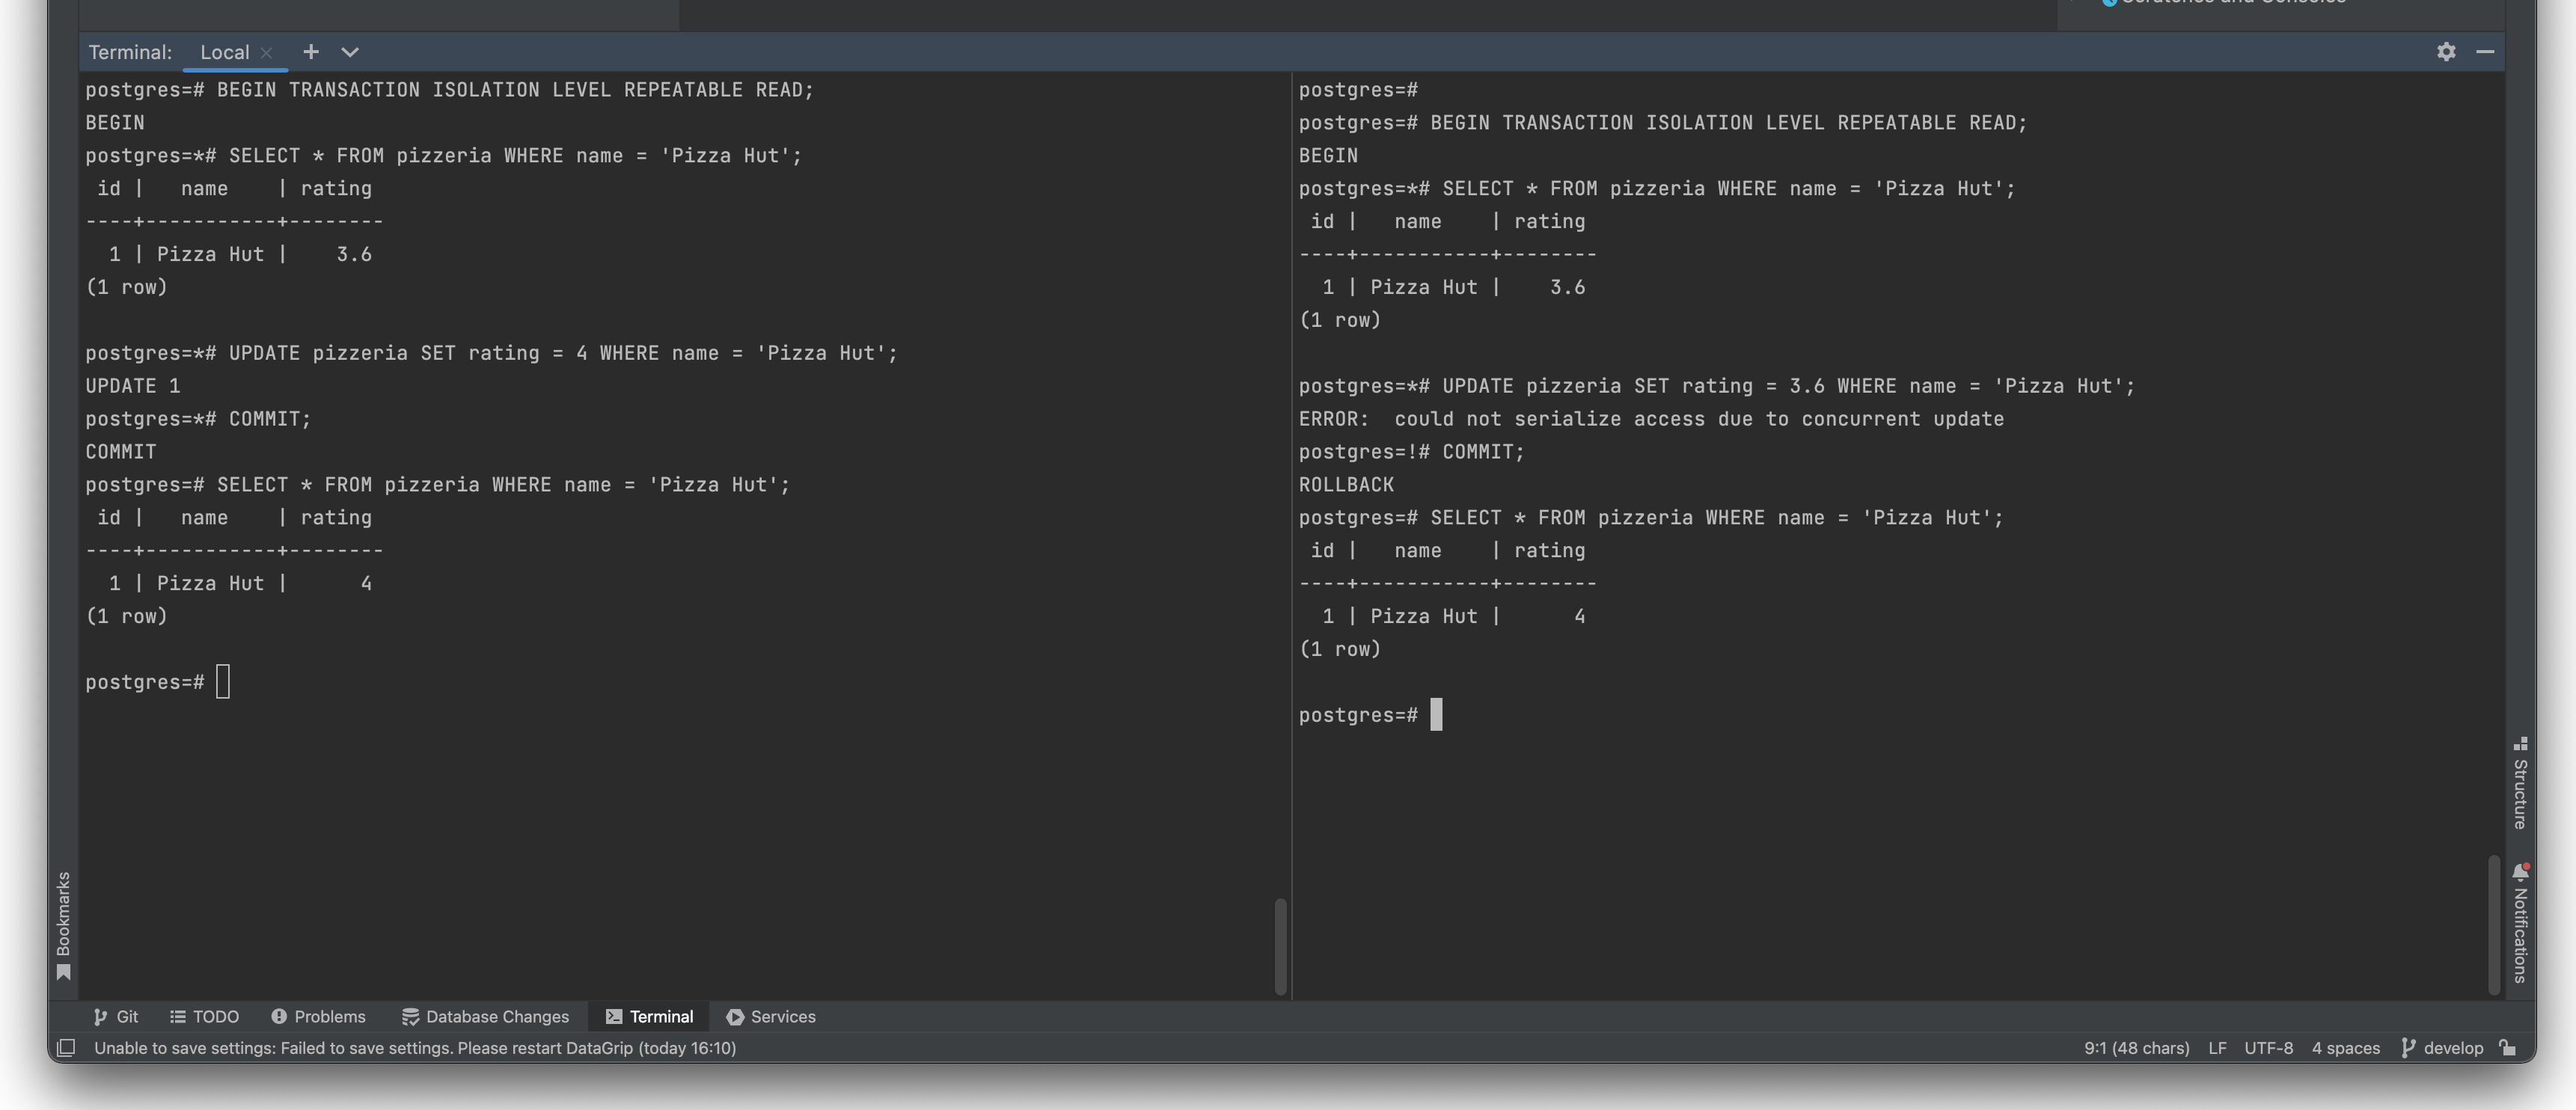 Scratches and Consoles
Terminal: Local
postgres=# BEGIN TRANSACTION ISOLATION LEVEL REPEATABLE READ;
BEGIN
postgres=*# SELECT * FROM pizzeria WHERE name = 'Pizza Hut';
 id |   name    | rating
----+-----------+--------
  1 | Pizza Hut |    3.6
(1 row)
postgres=*# UPDATE pizzeria SET rating = 4 WHERE name = 'Pizza Hut';
UPDATE 1
postgres=*# COMMIT;
COMMIT
postgres=# SELECT * FROM pizzeria WHERE name = 'Pizza Hut';
 id |   name    | rating
----+-----------+--------
  1 | Pizza Hut |      4
(1 row)
postgres=#
postgres=#
postgres=# BEGIN TRANSACTION ISOLATION LEVEL REPEATABLE READ;
BEGIN
postgres=*# SELECT * FROM pizzeria WHERE name = 'Pizza Hut';
 id |   name    | rating
----+-----------+--------
  1 | Pizza Hut |    3.6
(1 row)
postgres=*# UPDATE pizzeria SET rating = 3.6 WHERE name = 'Pizza Hut';
ERROR:  could not serialize access due to concurrent update
postgres=!# COMMIT;
ROLLBACK
postgres=# SELECT * FROM pizzeria WHERE name = 'Pizza Hut';
 id |   name    | rating
----+-----------+--------
  1 | Pizza Hut |      4
(1 row)
postgres=#
Structure
Notifications
Bookmarks
Git TODO Problems Database Changes Terminal Services
Unable to save settings: Failed to save settings. Please restart DataGrip (today 16:10) 9:1 (48 chars) LF UTF-8 4 spaces develop